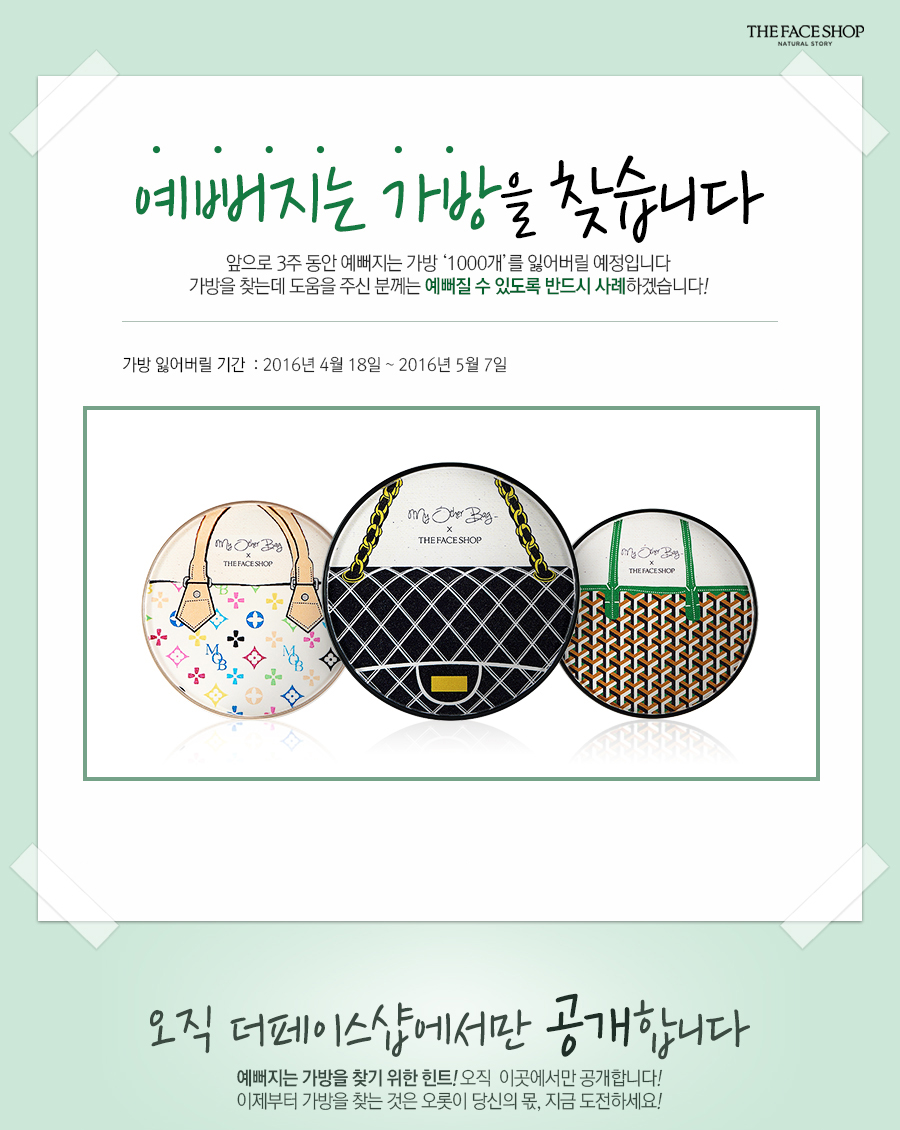 THE FACE SHOP
NATURAL STORY
예뻐지는 가방을 찾습니다
앞으로 3주 동안 예뻐지는 가방 ‘1000개’를 잃어버릴 예정입니다
가방을 찾는데 도움을 주신 분께는 예뻐질 수 있도록 반드시 사례하겠습니다!
가방 잃어버릴 기간 : 2016년 4월 18일 ~ 2016년 5월 7일
My Other Bag
x
THE FACE SHOP
MOB
MOB
My Other Bag
x
THE FACE SHOP
My Other Bag
x
THE FACE SHOP
오직 더페이스샵에서만 공개합니다
예뻐지는 가방을 찾기 위한 힌트! 오직 이곳에서만 공개합니다!
이제부터 가방을 찾는 것은 오롯이 당신의 몫, 지금 도전하세요!